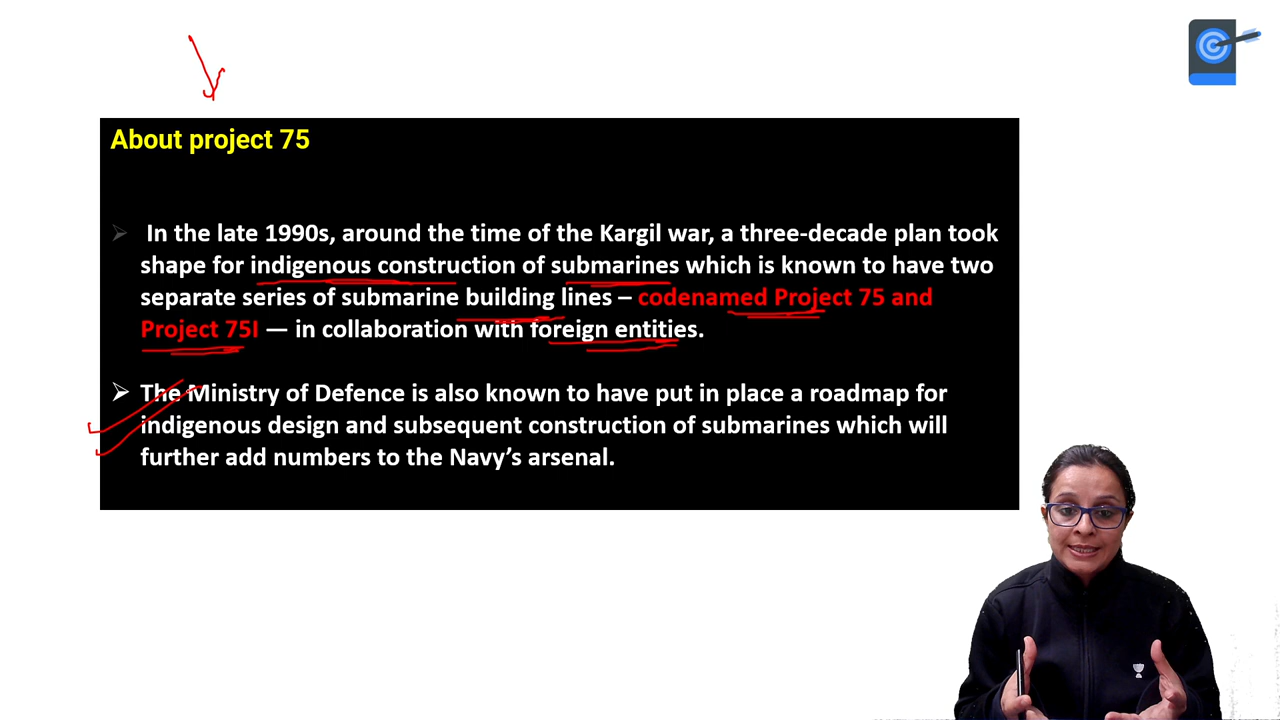 About project 75
In the late 1990s, around the time of the Kargil war, a three-decade plan took
shape for indigenous construction of submarines which is known to have two
separate series of submarine building lines – codenamed Project 75 and
Project 75I — in collaboration with foreign entities.
The Ministry of Defence is also known to have put in place a roadmap for
indigenous design and subsequent construction of submarines which will
further add numbers to the Navy’s arsenal.